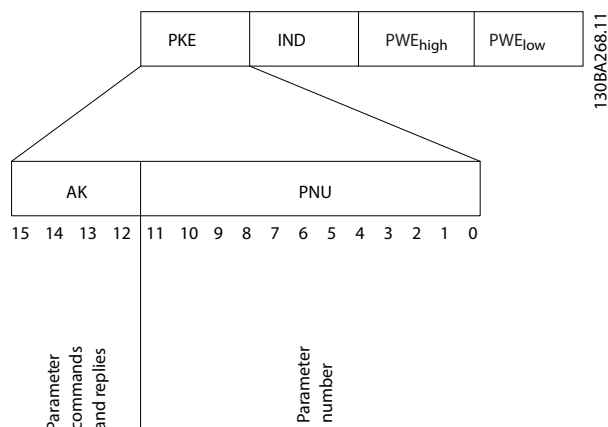 PKE IND PWEhigh PWElow
130BA268.11
AK PNU
15 14 13 12 11 10 9 8 7 6 5 4 3 2 1 0
Parameter
commands
and replies
Parameter
number